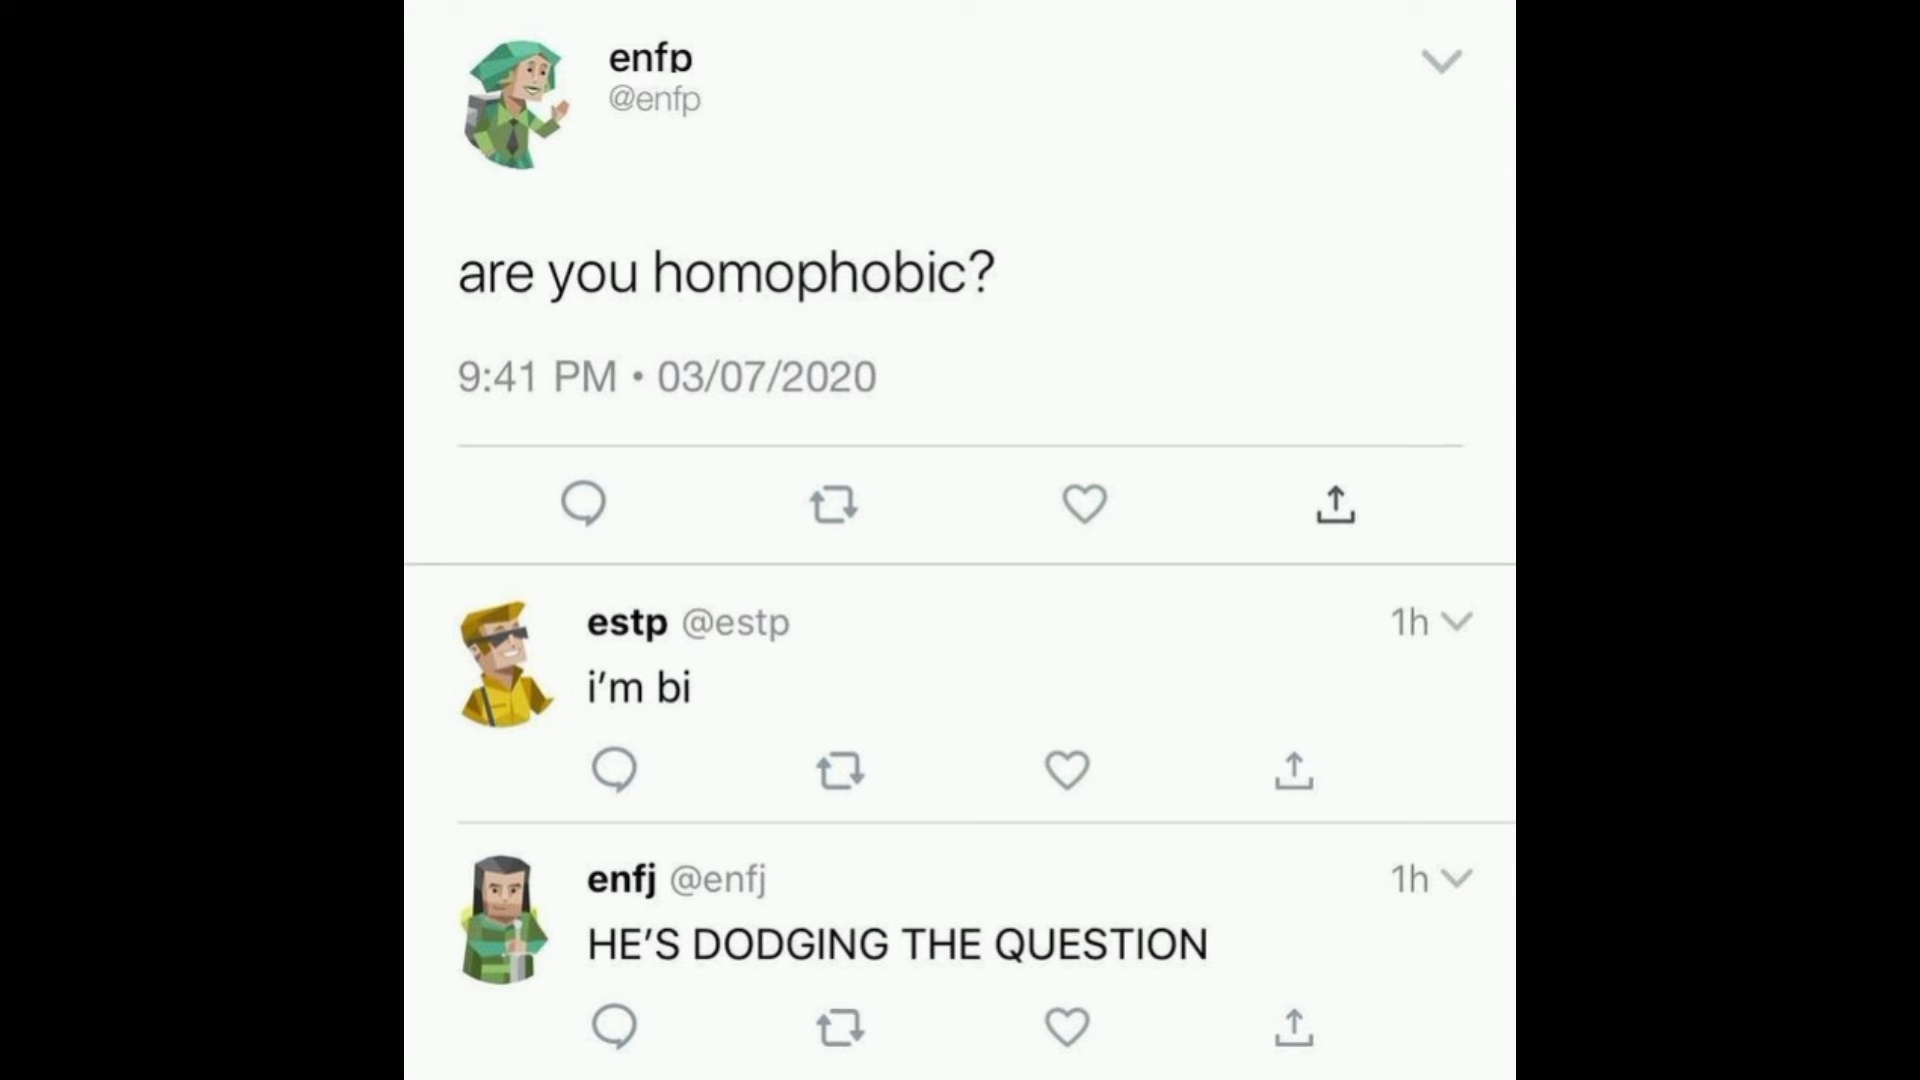 enfp
@enfp
are you homophobic?
9:41 PM • 03/07/2020
estp @estp 1h
i'm bi
enfj @enfj 1h
HE'S DODGING THE QUESTION